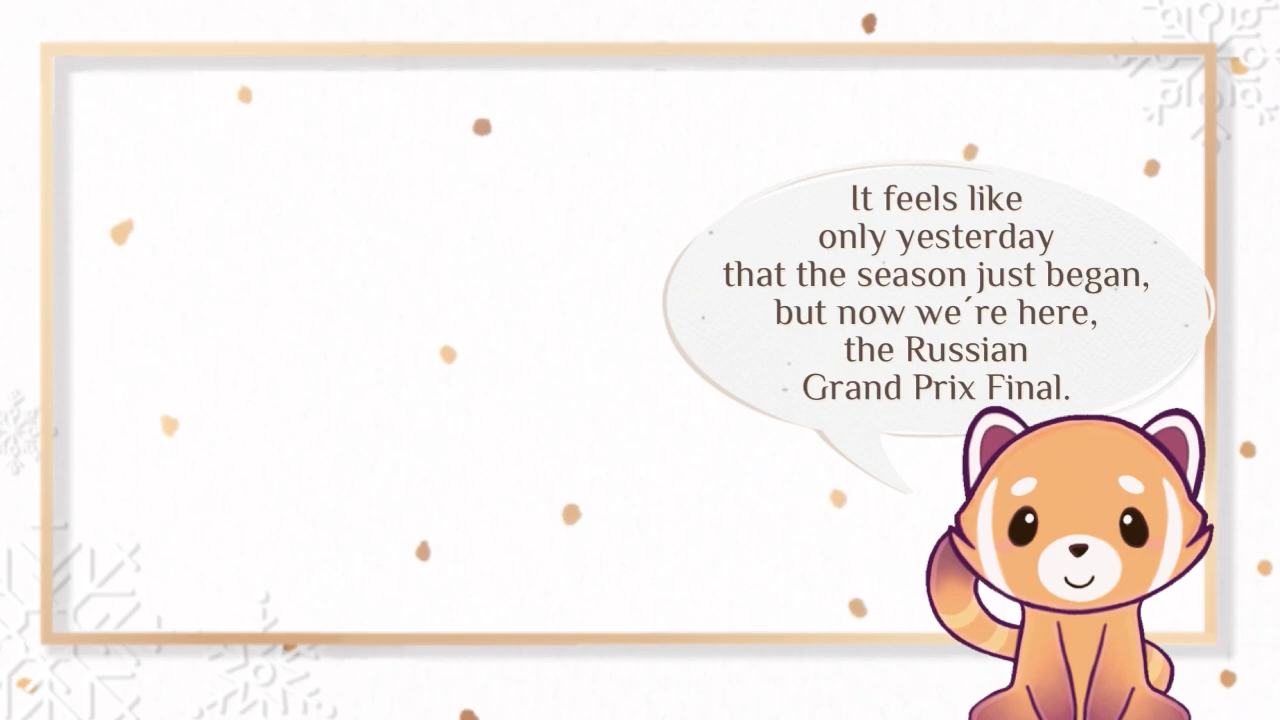 It feels like
only yesterday
that the season just began,
but now we´re here,
the Russian
Grand Prix Final.